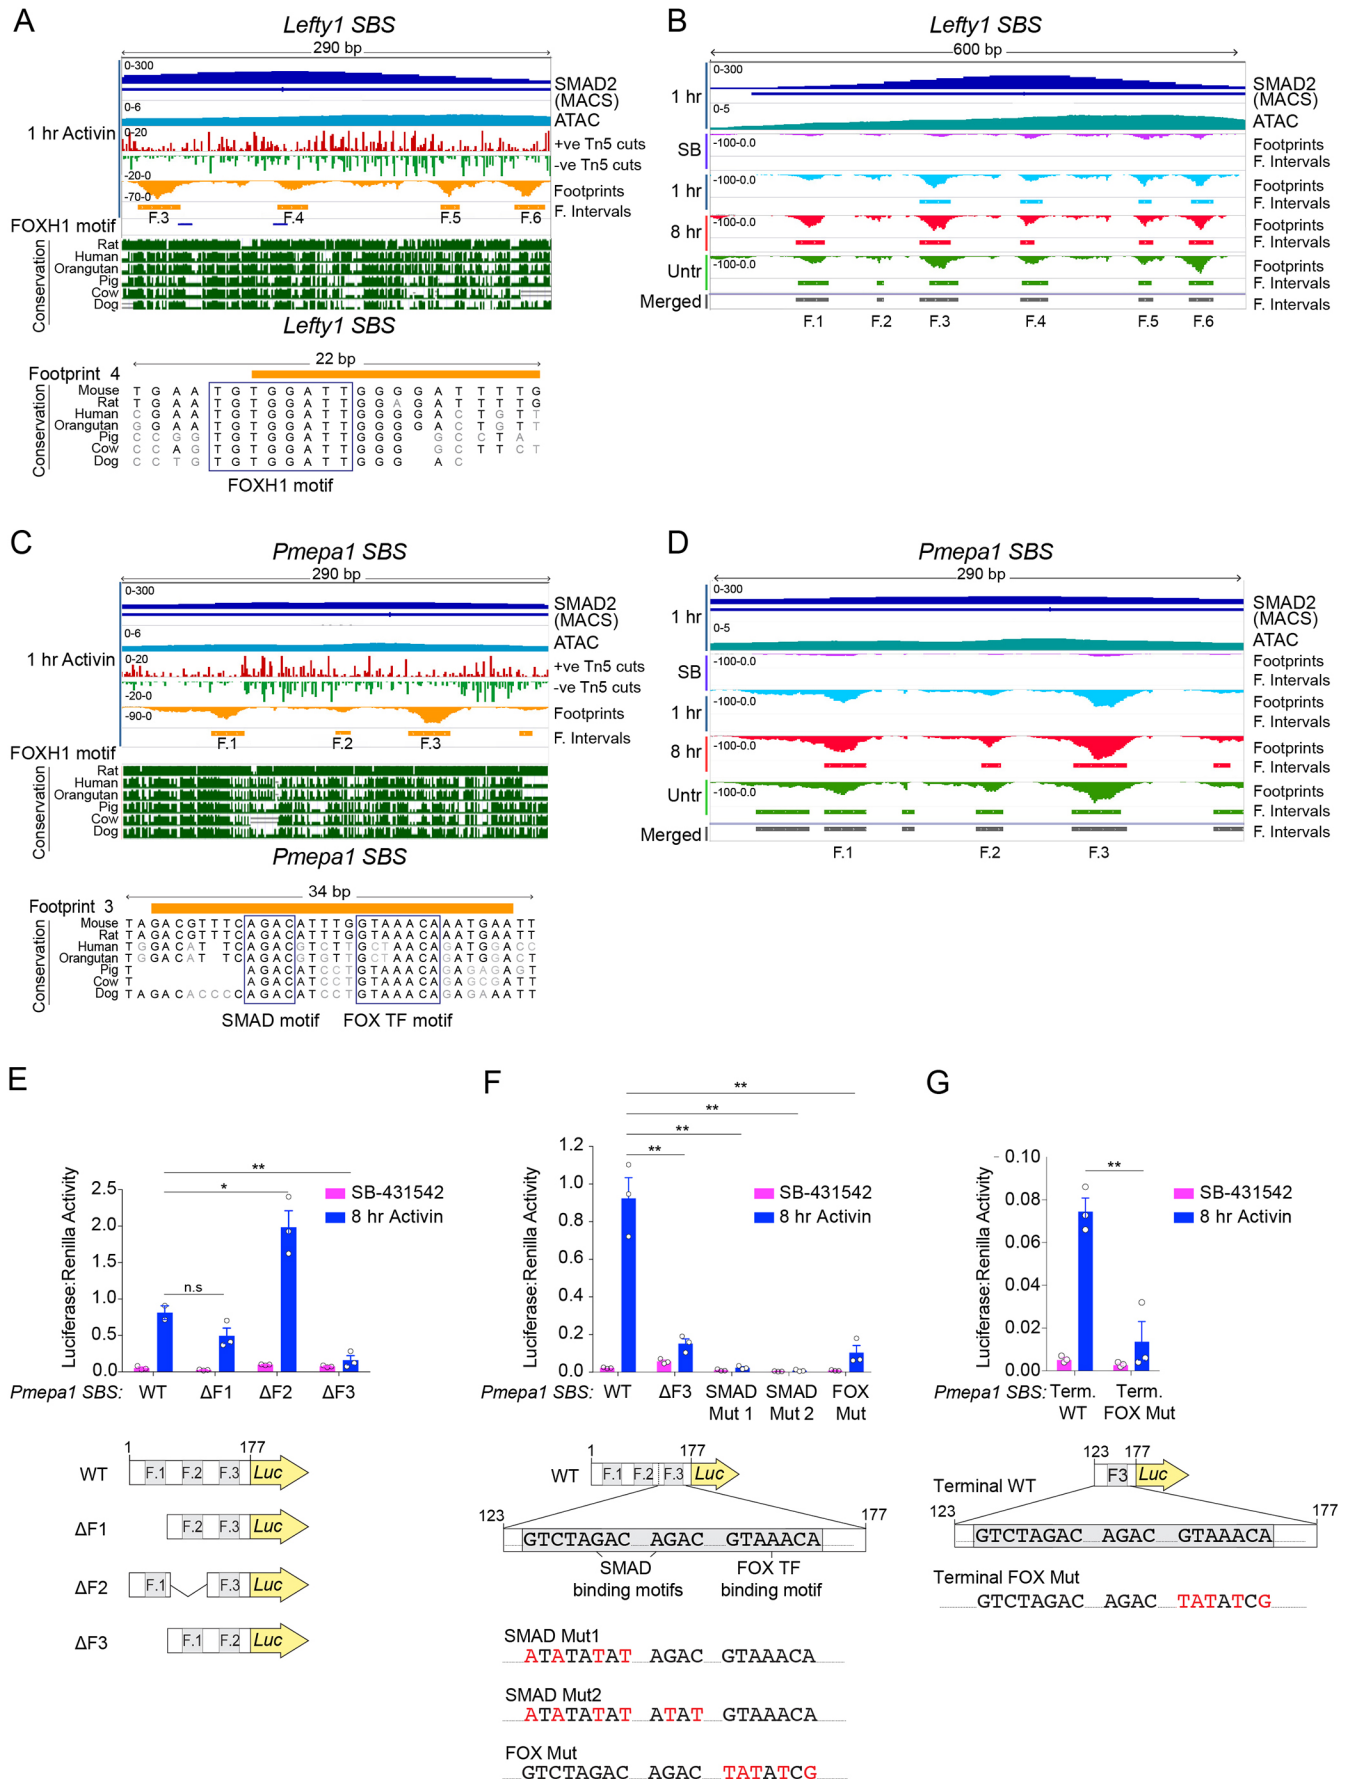 A
Lefty1 SBS
290 bp
0-300
SMAD2
(MACS)
0-6
ATAC
1 hr Activin
0-20
+ve Tn5 cuts
-ve Tn5 cuts
-20-0
Footprints
-70-0
F. Intervals
F.3 F.4 F.5 F.6
FOXH1 motif
Conservation
Rat
Human
Orangutan
Pig
Cow
Dog
Lefty1 SBS
22 bp
Footprint 4
Conservation
Mouse T G A A T G T G G A T T G G G G A T T T T G
Rat T G A A T G T G G A T T G G A G A T T T T G
Human C G A A T G T G G A T T G G G G A C T G T
Orangutan G G A A T G T G G A T T G G G G A C T G T
Pig C C G G T G T G G A T T G G G G C C T A
Cow C C A G T G T G G A T T G G G G C T T C T
Dog C C T G T G T G G A T T G G G A C
FOXH1 motif
B
Lefty1 SBS
600 bp
0-300
1 hr
SMAD2
(MACS)
0-5
ATAC
SB
-100-0.0
Footprints
F. Intervals
1 hr
-100-0.0
Footprints
F. Intervals
8 hr
-100-0.0
Footprints
F. Intervals
Untr
-100-0.0
Footprints
F. Intervals
Merged
F. Intervals
F.1 F.2 F.3 F.4 F.5 F.6
C
Pmepa1 SBS
290 bp
0-300
SMAD2
(MACS)
0-6
ATAC
1 hr Activin
0-20
+ve Tn5 cuts
-ve Tn5 cuts
-20-0
Footprints
-90-0
F. Intervals
F.1 F.2 F.3
FOXH1 motif
Conservation
Rat
Human
Orangutan
Pig
Cow
Dog
Pmepa1 SBS
34 bp
Footprint 3
Conservation
Mouse TAGACGTTTCAGACATTTGGTAAACAAATGAATT
Rat TAGACGTTTCAGACATTTGGTAAACAAATGAATT
Human TGGACAT TCAGACGTCTTGCTAACAGATGGACC
Orangutan TGGACAT TCAGACGTGTTGCTAACAGATGGACT
Pig T AGACATCCTGTAAACAGAGAGAGT
Cow T AGACATCCTGTAAACAGAGCGATT
Dog TAGACACCCCAGACATCCTGTAAACAGAGAAATT
SMAD motif FOX TF motif
D
Pmepa1 SBS
290 bp
0-300
1 hr
SMAD2
(MACS)
0-5
ATAC
SB
-100-0.0
Footprints
F. Intervals
1 hr
-100-0.0
Footprints
F. Intervals
8 hr
-100-0.0
Footprints
F. Intervals
Untr
-100-0.0
Footprints
F. Intervals
Merged
F. Intervals
F.1 F.2 F.3
E
Luciferase:Renilla Activity
2.5
2.0
1.5
1.0
0.5
0.0
**
*
n.s
SB-431542
8 hr Activin
Pmepa1 SBS: WT ΔF1 ΔF2 ΔF3
1 177
WT F.1 F.2 F.3 Luc
ΔF1 F.2 F.3 Luc
ΔF2 F.1 F.3 Luc
ΔF3 F.1 F.2 Luc
F
Luciferase:Renilla Activity
1.2
1.0
0.8
0.6
0.4
0.2
0.0
**
**
**
**
SB-431542
8 hr Activin
Pmepa1 SBS: WT ΔF3 SMAD Mut 1 SMAD Mut 2 FOX Mut
1 177
WT F.1 F.2 F.3 Luc
123 177
GTCTAGAC AGAC GTAAACA
SMAD binding motifs
FOX TF binding motif
SMAD Mut1
ATATATAT AGAC GTAAACA
SMAD Mut2
ATATATAT ATAT GTAAACA
FOX Mut
GTCTAGAC AGAC TATATCG
G
Luciferase:Renilla Activity
0.10
0.08
0.06
0.04
0.02
0.00
**
SB-431542
8 hr Activin
Pmepa1 SBS: Term. WT Term. FOX Mut
123 177
F3 Luc
Terminal WT
123 177
GTCTAGAC AGAC GTAAACA
Terminal FOX Mut
GTCTAGAC AGAC TATATCG